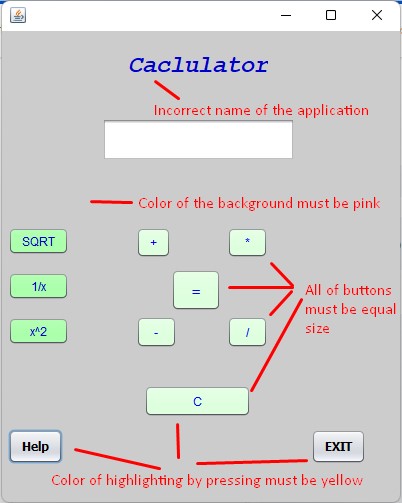 Caclulator
Incorrect name of the application
Color of the background must be pink
SQRT + *
1/x = All of buttons
must be equal
x^2 - / size
C
Help EXIT
Color of highlighting by pressing must be yellow